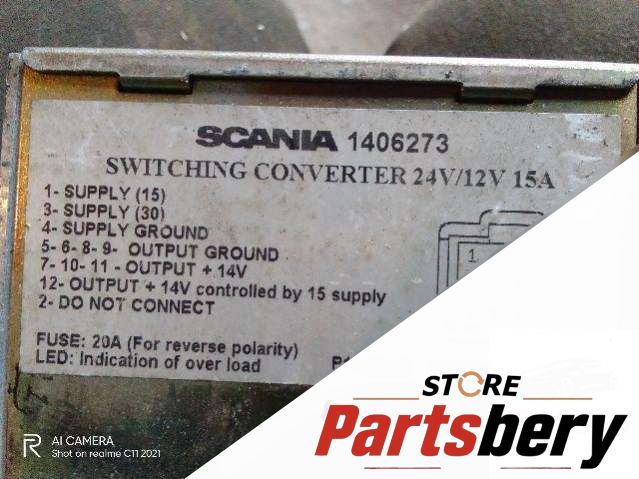 SCANIA 1406273
SWITCHING CONVERTER 24V/12V 15A
1- SUPPLY (15)
3- SUPPLY (30)
4- SUPPLY GROUND
5- 6- 8- 9- OUTPUT GROUND
7- 10- 11 - OUTPUT + 14V
12- OUTPUT + 14V controlled by 15 supply
2- DO NOT CONNECT
1
FUSE: 20A (For reverse polarity)
LED: Indication of over load
STORE
Partsbery
R
AI CAMERA
Shot on realme C11 2021